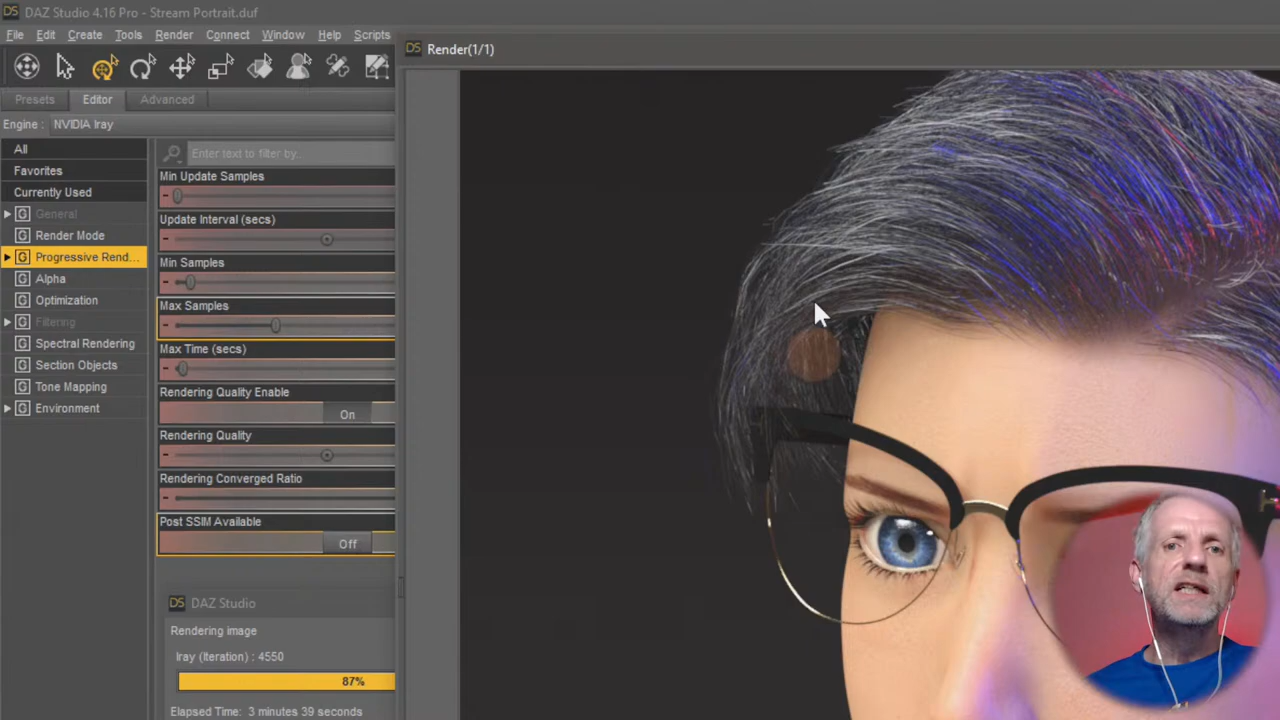 DAZ Studio 4.16 Pro - Stream Portrait.duf
File Edit Create Tools Render Connect Window Help Scripts
Render(1/1)
Presets Editor Advanced
Engine : NVIDIA Iray
All
Favorites
Currently Used
General
Render Mode
Progressive Rend...
Alpha
Optimization
Filtering
Spectral Rendering
Section Objects
Tone Mapping
Environment
Enter text to filter by...
Min Update Samples
Update Interval (secs)
Min Samples
Max Samples
Max Time (secs)
Rendering Quality Enable
On
Rendering Quality
Rendering Converged Ratio
Post SSIM Available
Off
DAZ Studio
Rendering image
Iray (Iteration) : 4550
87%
Elapsed Time: 3 minutes 39 seconds